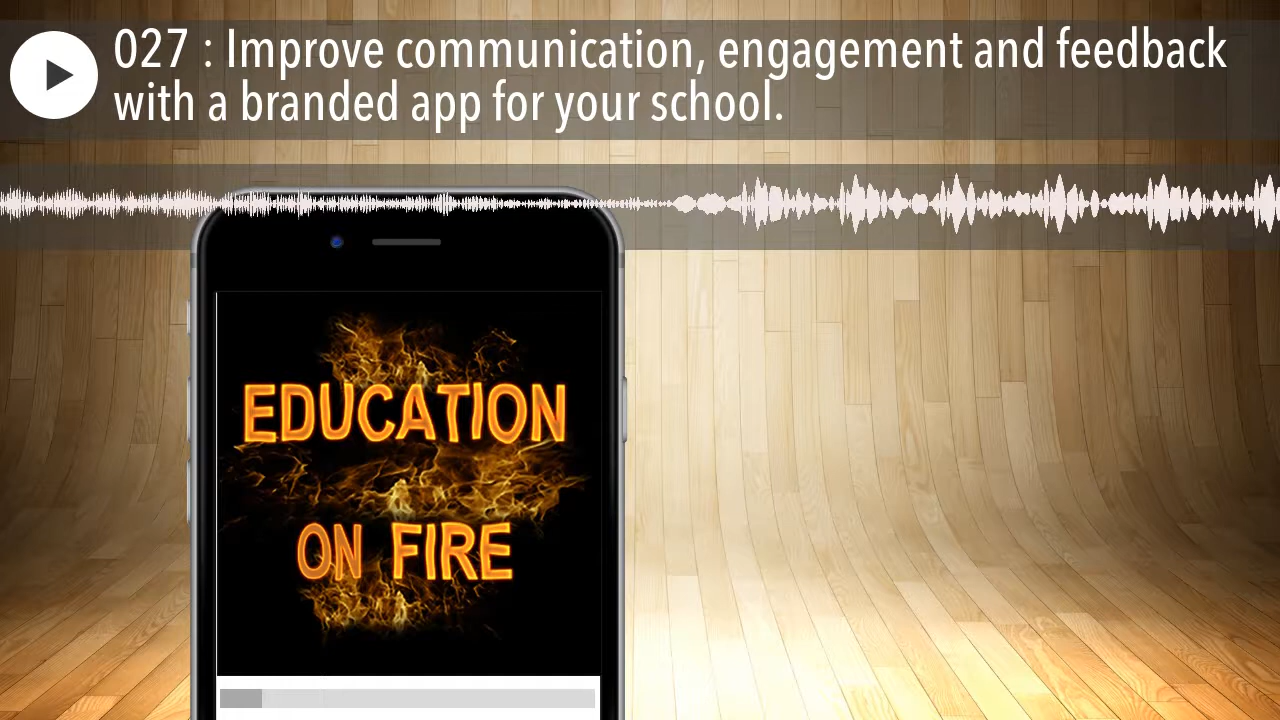 027 : Improve communication, engagement and feedback
with a branded app for your school.
EDUCATION
ON FIRE